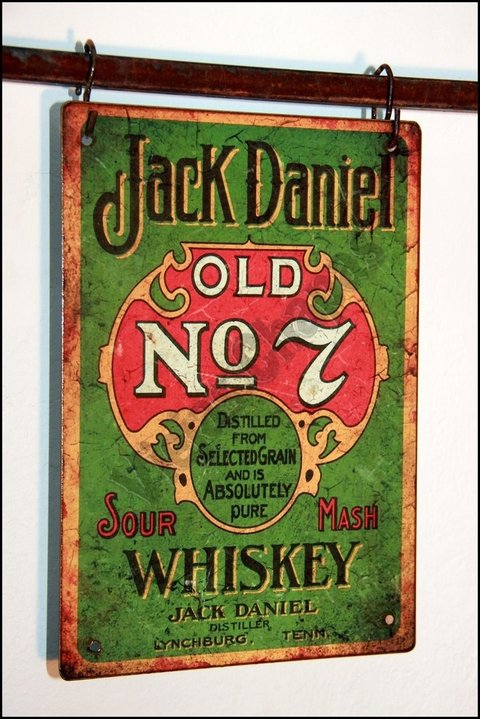 Jack Daniel
OLD
No 7
DISTILLED
FROM
SELECTED GRAIN
AND IS
ABSOLUTELY
PURE
SOUR MASH
WHISKEY
JACK DANIEL
DISTILLER
LYNCHBURG, TENN.